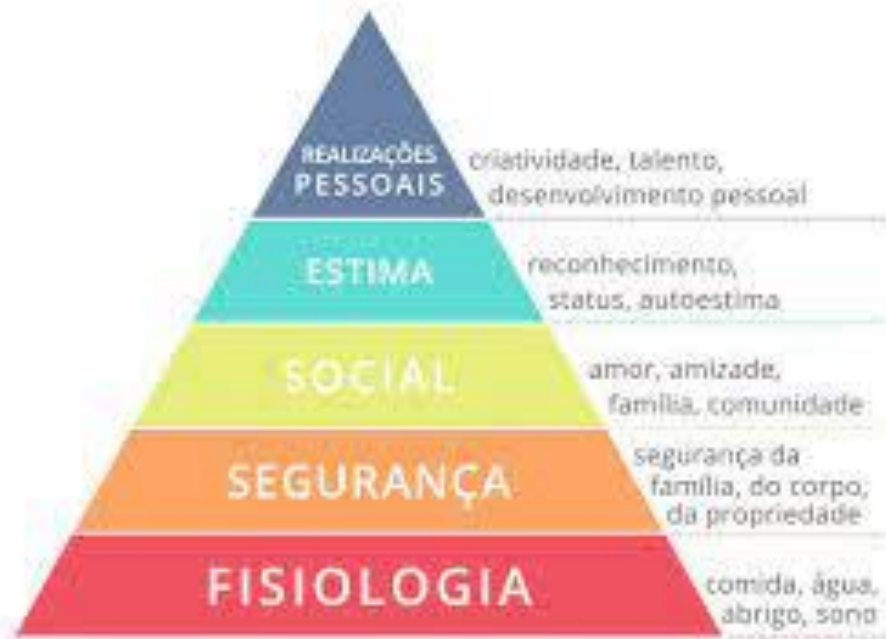 REALIZAÇÕES
PESSOAIS
criatividade, talento,
desenvolvimento pessoal
ESTIMA
reconhecimento,
status, autoestima
SOCIAL
amor, amizade,
família, comunidade
SEGURANÇA
segurança da
família, do corpo,
da propriedade
FISIOLOGIA
comida, água,
abrigo, sono